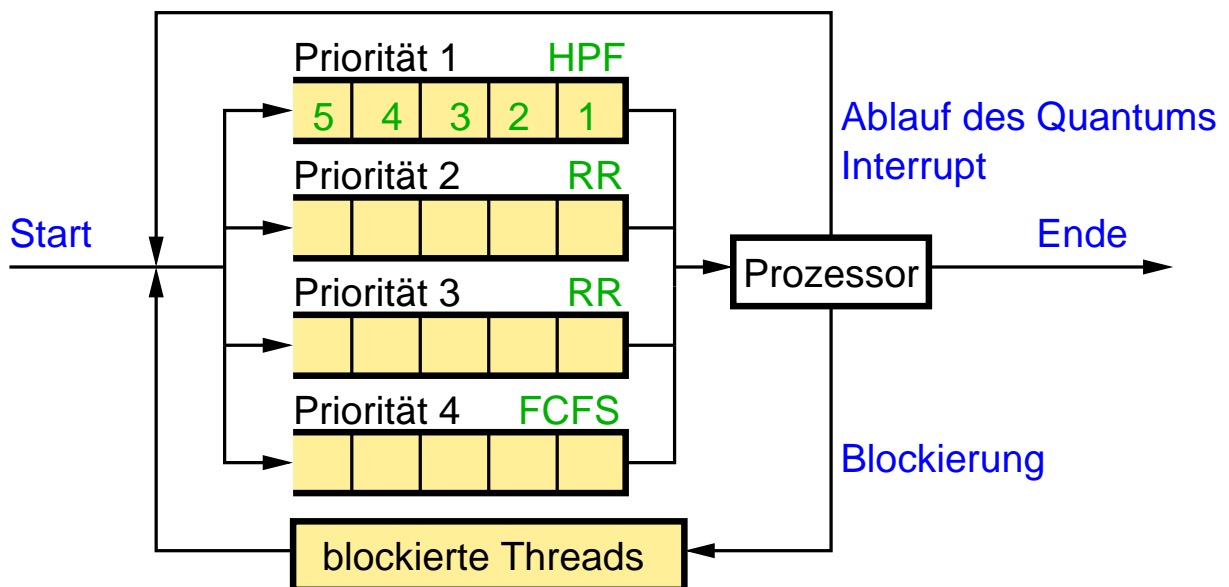 Priorität 1 HPF
5 4 3 2 1
Ablauf des Quantums
Interrupt
Priorität 2 RR
Start
Ende
Prozessor
Priorität 3 RR
Priorität 4 FCFS
Blockierung
blockierte Threads